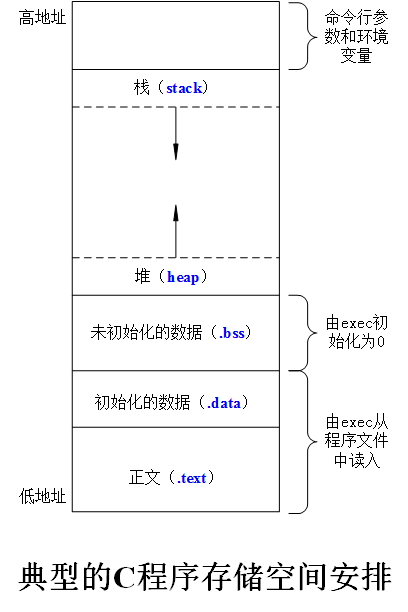 高地址
命令行参
数和环境
变量
栈（stack）
堆（heap）
未初始化的数据（.bss）
由exec初
始化为0
初始化的数据（.data）
由exec从
程序文件
中读入
正文（.text）
低地址
典型的C程序存储空间安排